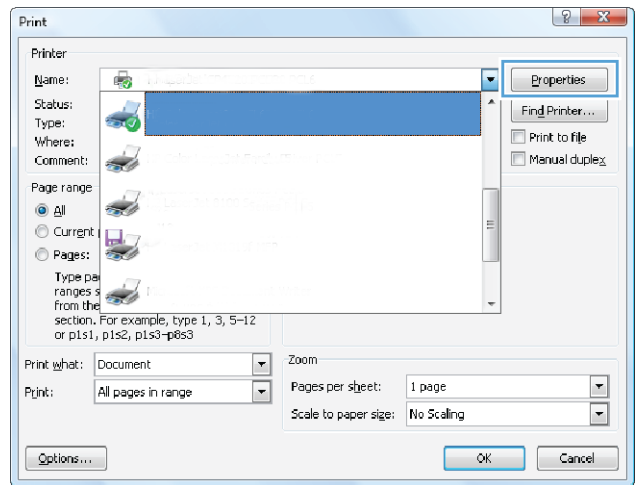 Print
Printer
Name:
Properties
Status:
Find Printer...
Type:
Where:
Print to file
Comment:
Manual duplex
Page range
All
Current
Pages:
Type
ranges
from the
section. For example, type 1, 3, 5–12
or p1s1, p1s2, p1s3–p8s3
Print what: Document
Print: All pages in range
Zoom
Pages per sheet: 1 page
Scale to paper size: No Scaling
Options...
OK
Cancel